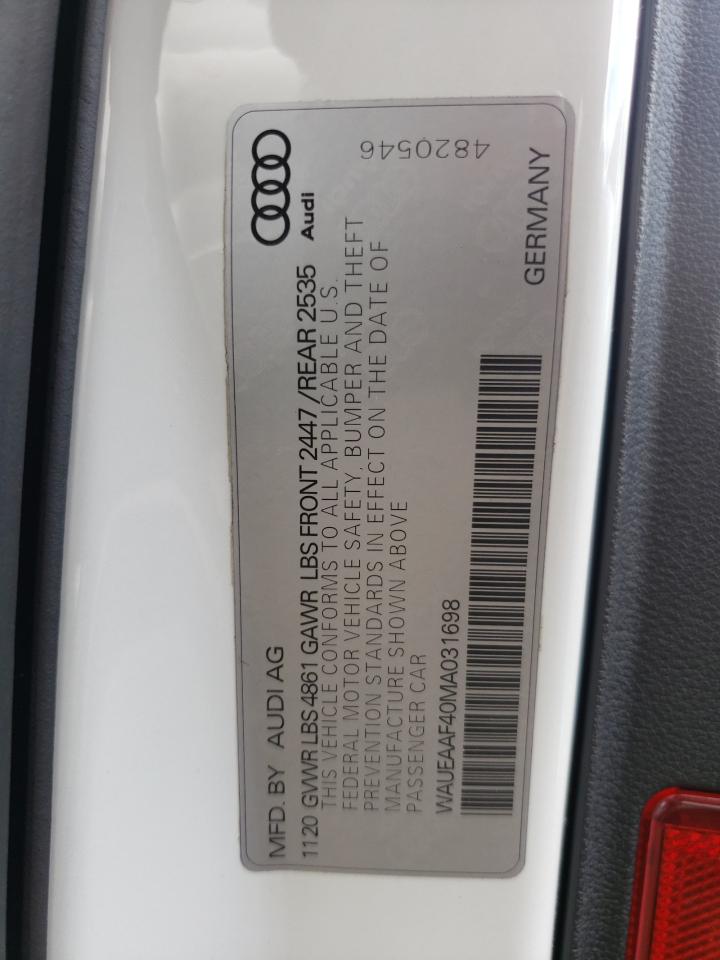 MFD. BY AUDI AG
Audi
1120 GVWR LBS 4861 GAWR LBS FRONT 2447 /REAR 2535
THIS VEHICLE CONFORMS TO ALL APPLICABLE U.S.
FEDERAL MOTOR VEHICLE SAFETY, BUMPER AND THEFT
PREVENTION STANDARDS IN EFFECT ON THE DATE OF
MANUFACTURE SHOWN ABOVE
PASSENGER CAR
4820546
WAUEAAF40MA031698
GERMANY